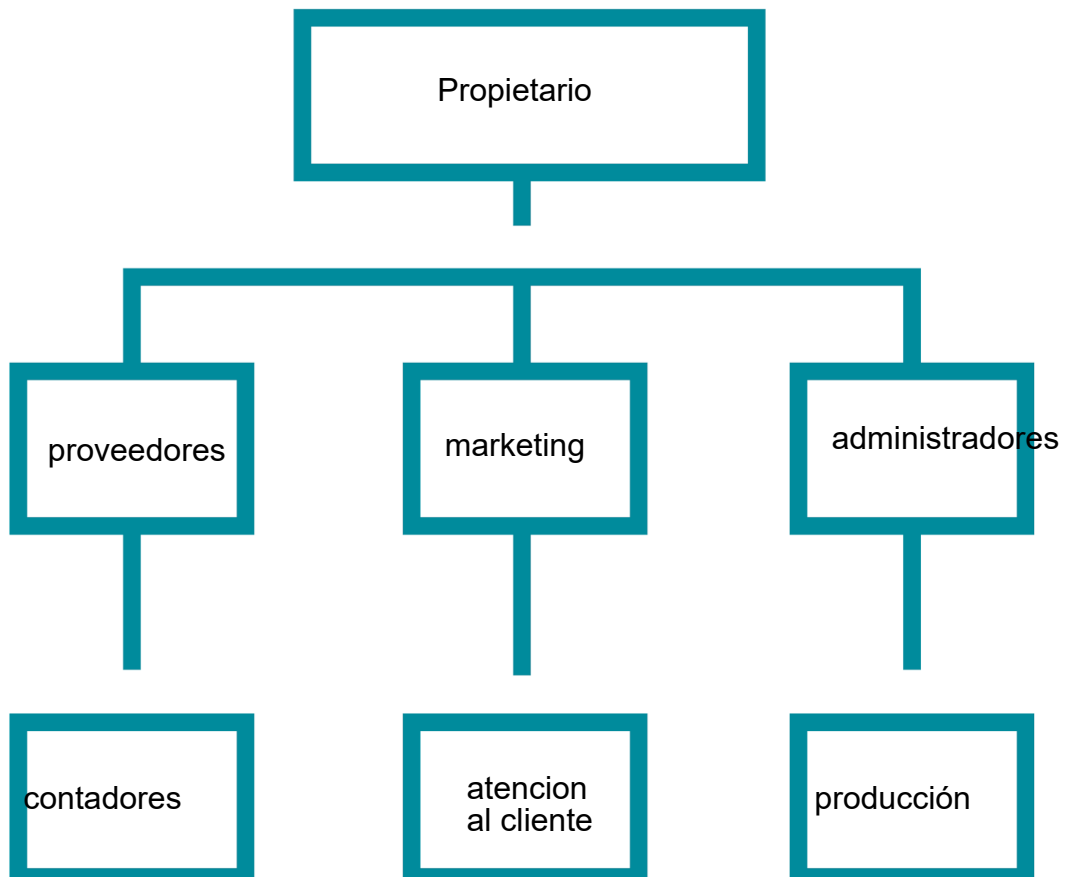 Propietario
proveedores
marketing
administradores
contadores
atencion
al cliente
producción